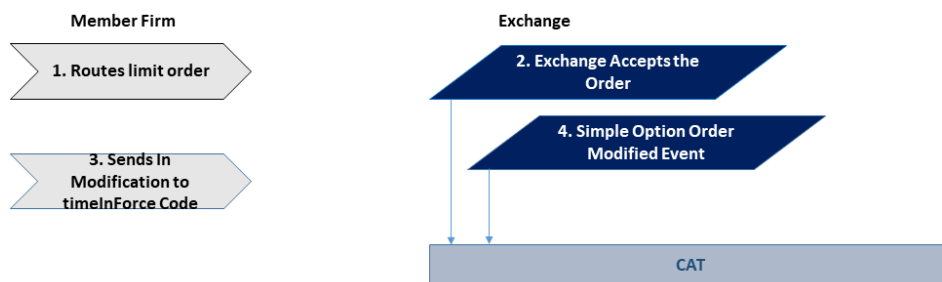 Member Firm
Exchange
1. Routes limit order
2. Exchange Accepts the
Order
3. Sends In
Modification to
timeInForce Code
4. Simple Option Order
Modified Event
CAT